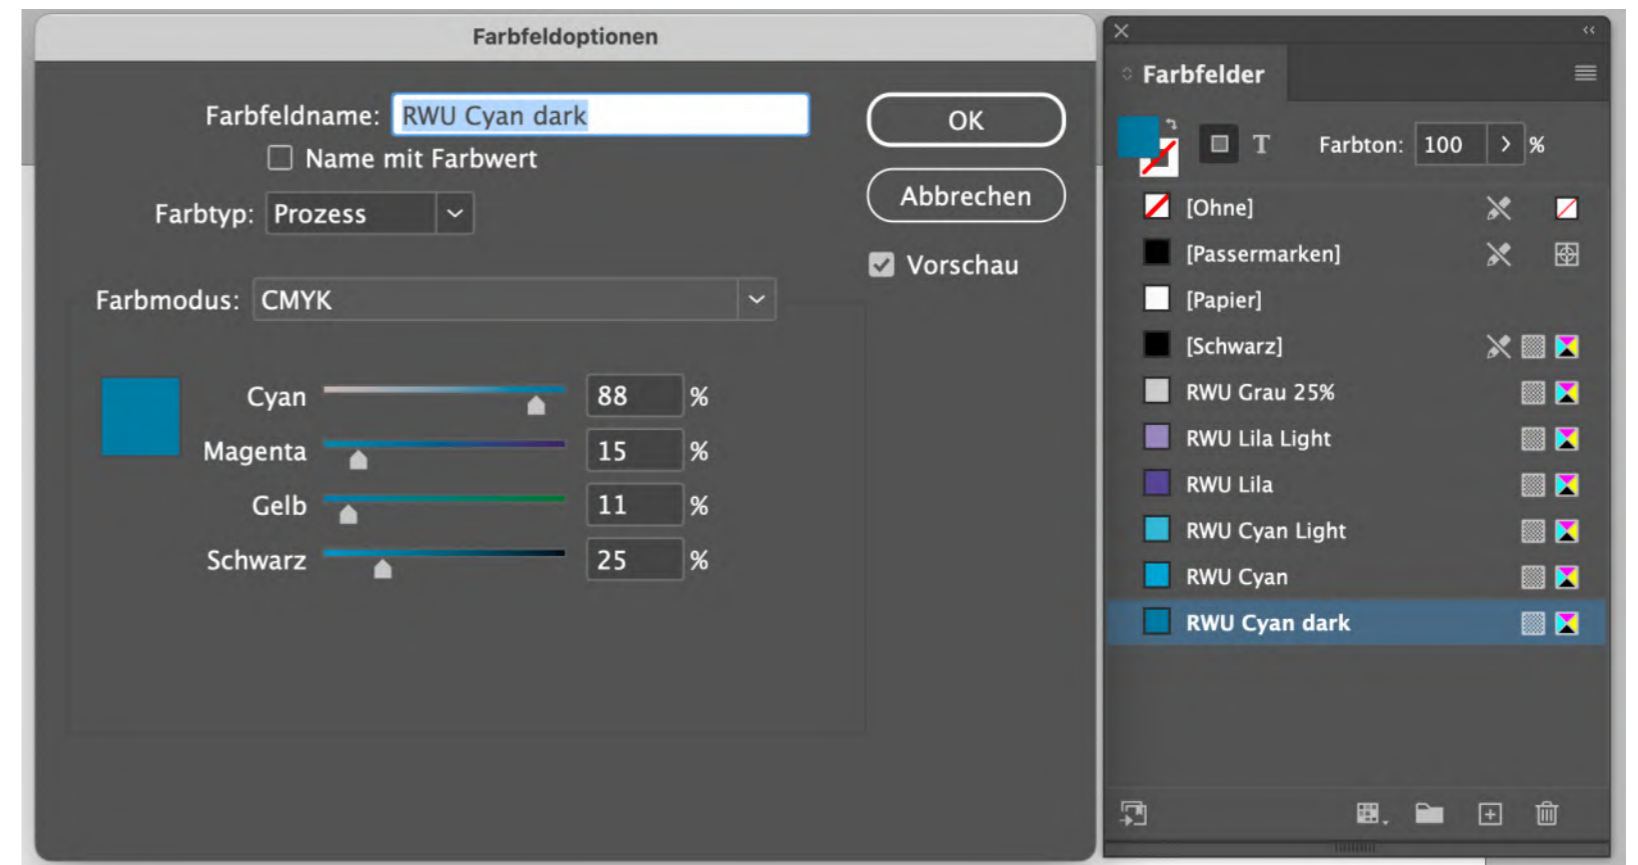 Farbfeldoptionen
Farbfeldname: RWU Cyan dark
Name mit Farbwert
Farbtyp: Prozess
Farbmodus: CMYK
Cyan 88 %
Magenta 15 %
Gelb 11 %
Schwarz 25 %
OK
Abbrechen
Vorschau
Farbfelder
T Farbton: 100 %
[Ohne]
[Passermarken]
[Papier]
[Schwarz]
RWU Grau 25%
RWU Lila Light
RWU Lila
RWU Cyan Light
RWU Cyan
RWU Cyan dark